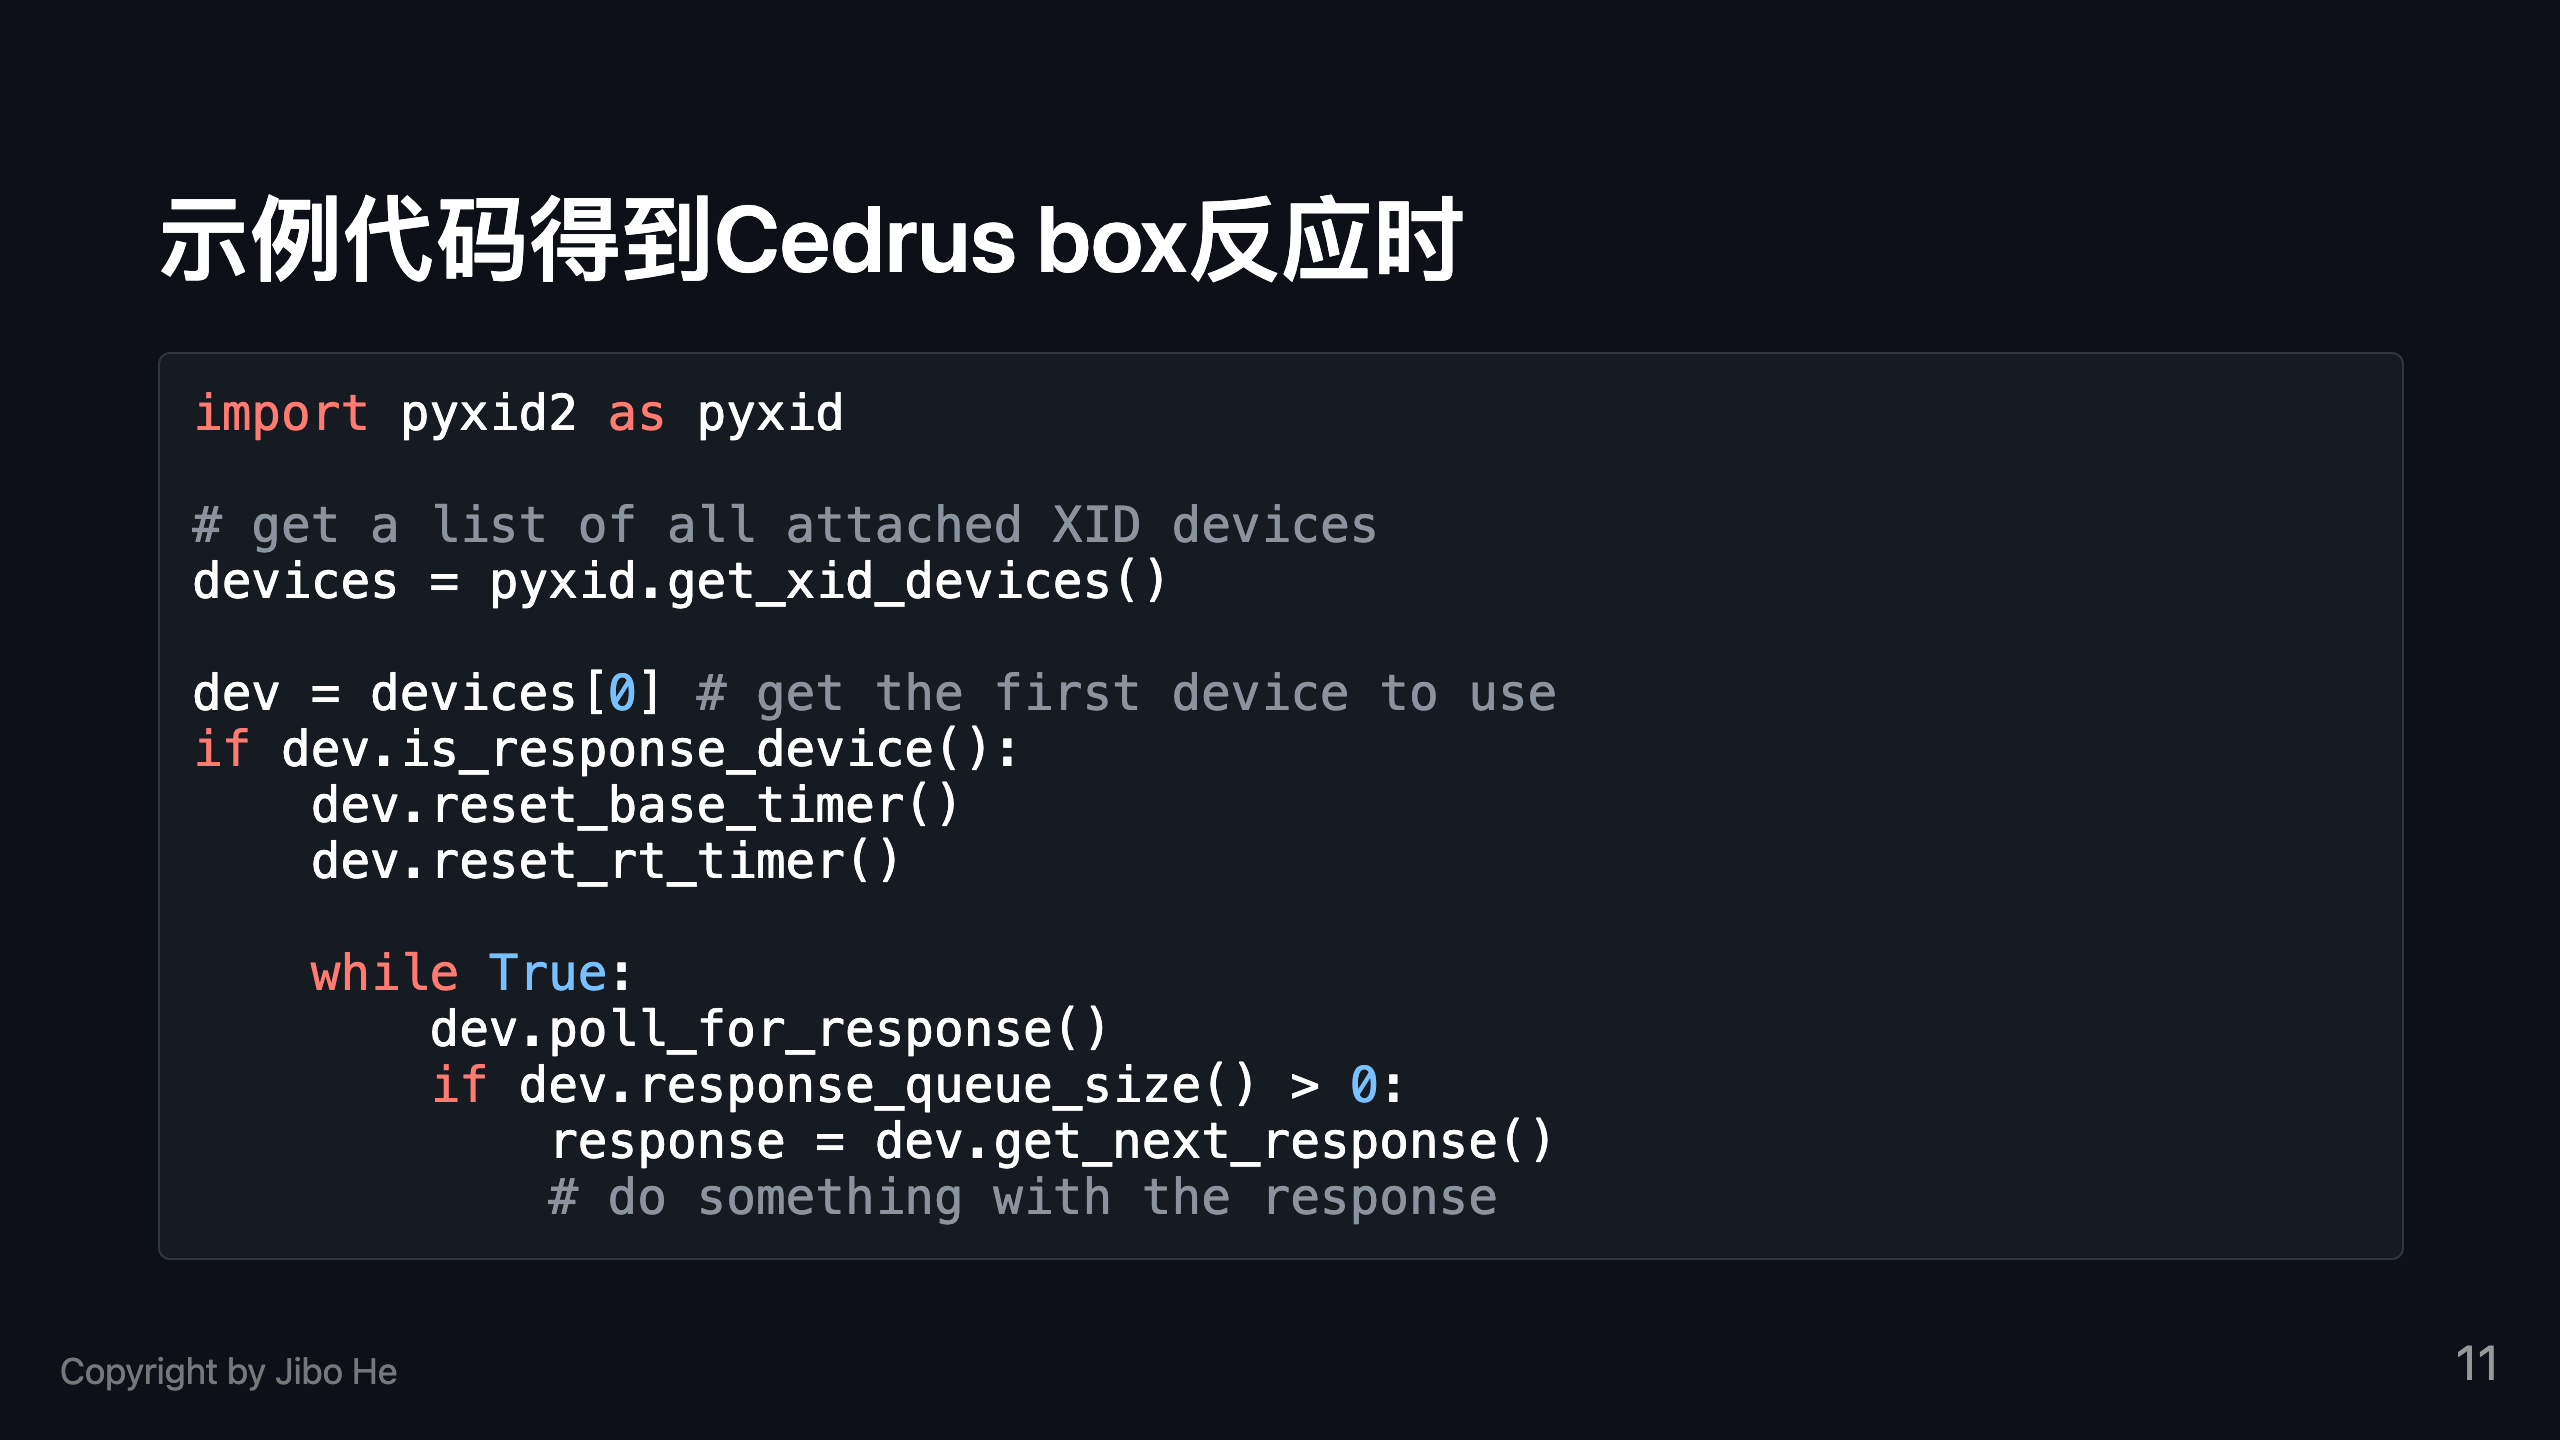 示例代码得到Cedrus box反应时
import pyxid2 as pyxid
# get a list of all attached XID devices
devices = pyxid.get_xid_devices()
dev = devices[0] # get the first device to use
if dev.is_response_device():
    dev.reset_base_timer()
    dev.reset_rt_timer()
    while True:
        dev.poll_for_response()
        if dev.response_queue_size() > 0:
            response = dev.get_next_response()
            # do something with the response
Copyright by Jibo He
11